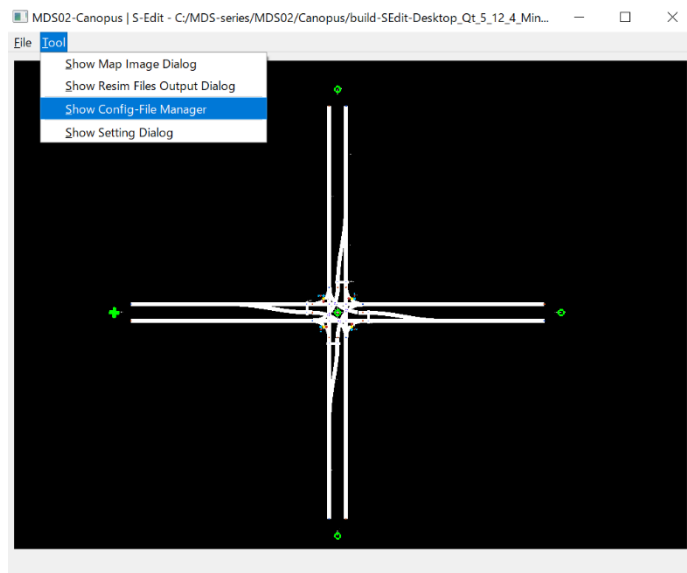 MDS02-Canopus | S-Edit - C:/MDS-series/MDS02/Canopus/build-SEdit-Desktop_Qt_5_12_4_Min...
File Tool
Show Map Image Dialog
Show Resim Files Output Dialog
Show Config-File Manager
Show Setting Dialog